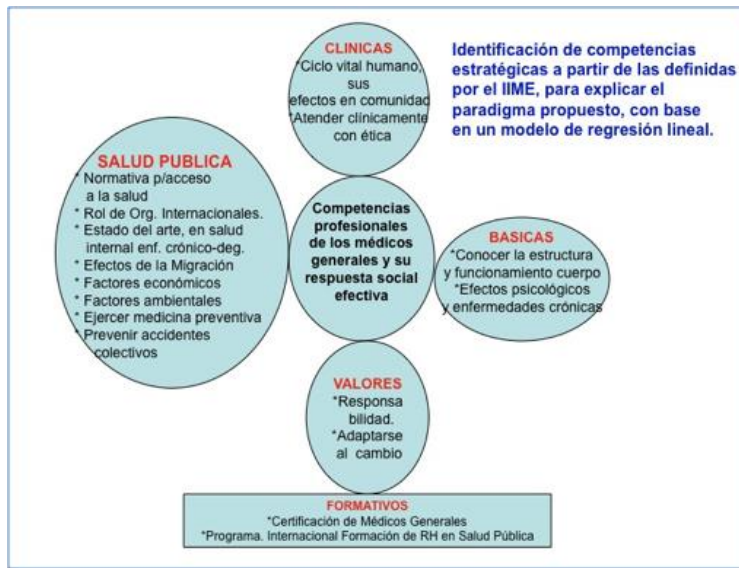 CLINICAS
*Ciclo vital humano,
sus
efectos en comunidad
*Atender clínicamente
con ética
Identificación de competencias
estratégicas a partir de las definidas
por el IIME, para explicar el
paradigma propuesto, con base
en un modelo de regresión lineal.
SALUD PUBLICA
* Normativa p/acceso
a la salud
* Rol de Org. Internacionales.
* Estado del arte, en salud
internal enf. crónico-deg.
* Efectos de la Migración
* Factores económicos
* Factores ambientales
* Ejercer medicina preventiva
* Prevenir accidentes
colectivos
Competencias
profesionales
de los médicos
generales y su
respuesta social
efectiva
BASICAS
*Conocer la estructura
y funcionamiento cuerpo
*Efectos psicológicos
y enfermedades crónicas
VALORES
*Responsa
bilidad.
*Adaptarse
al cambio
FORMATIVOS
*Certificación de Médicos Generales
*Programa. Internacional Formación de RH en Salud Pública